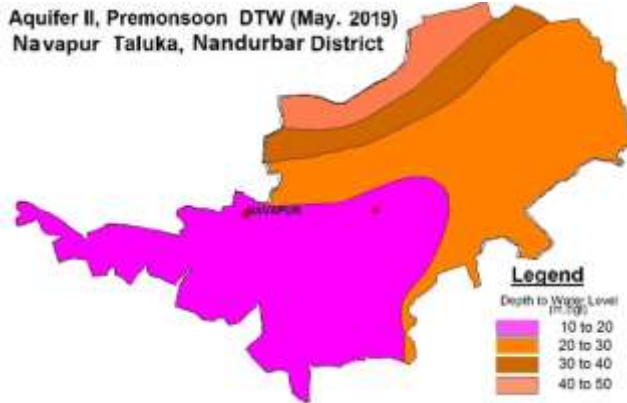 Aquifer II, Premonsoon DTW (May. 2019)
Navapur Taluka, Nandurbar District
NAVAPUR
Legend
Depth to Water Level
(m.bgl)
10 to 20
20 to 30
30 to 40
40 to 50